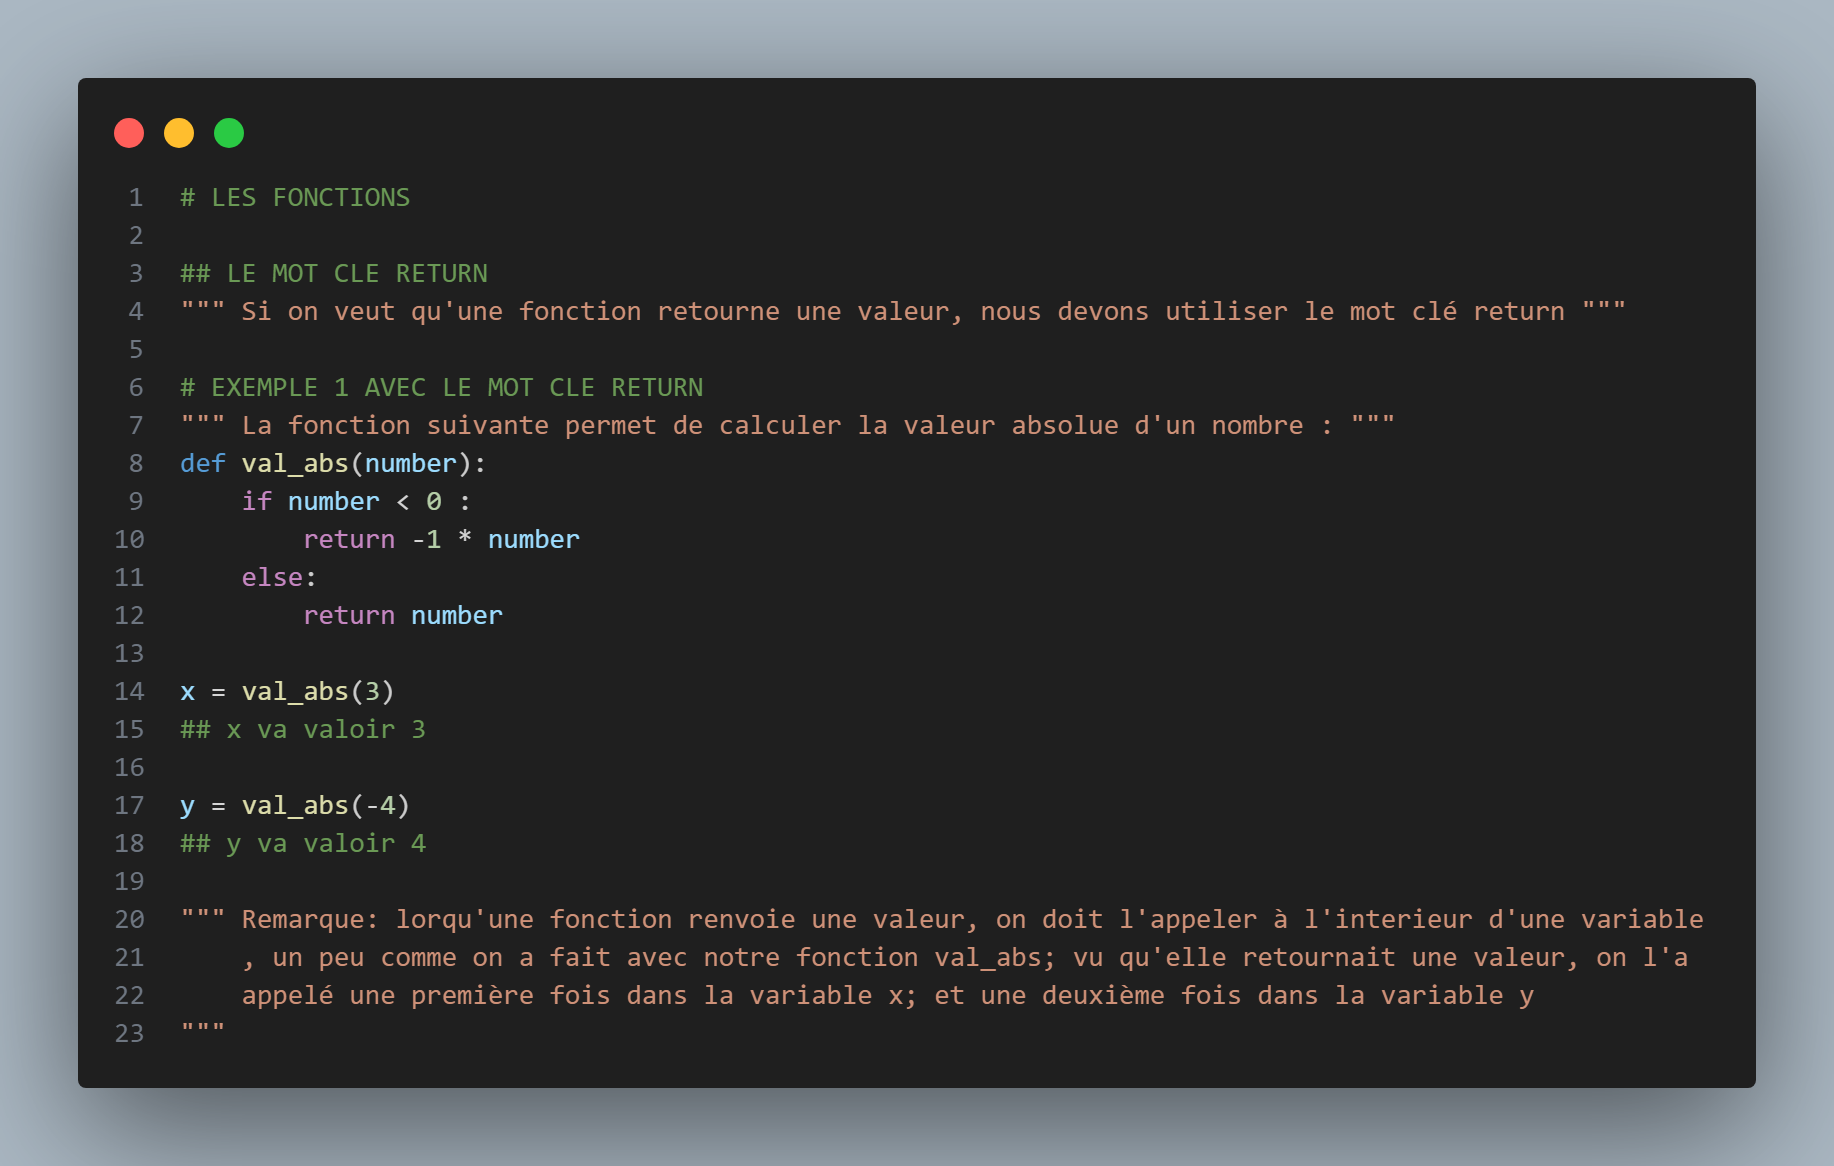 1 # LES FONCTIONS
2
3 ## LE MOT CLE RETURN
4 """ Si on veut qu'une fonction retourne une valeur, nous devons utiliser le mot clé return """
5
6 # EXEMPLE 1 AVEC LE MOT CLE RETURN
7 """ La fonction suivante permet de calculer la valeur absolue d'un nombre : """
8 def val_abs(number):
9     if number < 0 :
10         return -1 * number
11     else:
12         return number
13
14 x = val_abs(3)
15 ## x va valoir 3
16
17 y = val_abs(-4)
18 ## y va valoir 4
19
20 """ Remarque: lorqu'une fonction renvoie une valeur, on doit l'appeler à l'interieur d'une variable
21     , un peu comme on a fait avec notre fonction val_abs; vu qu'elle retournait une valeur, on l'a
22     appelé une première fois dans la variable x; et une deuxième fois dans la variable y
23 """